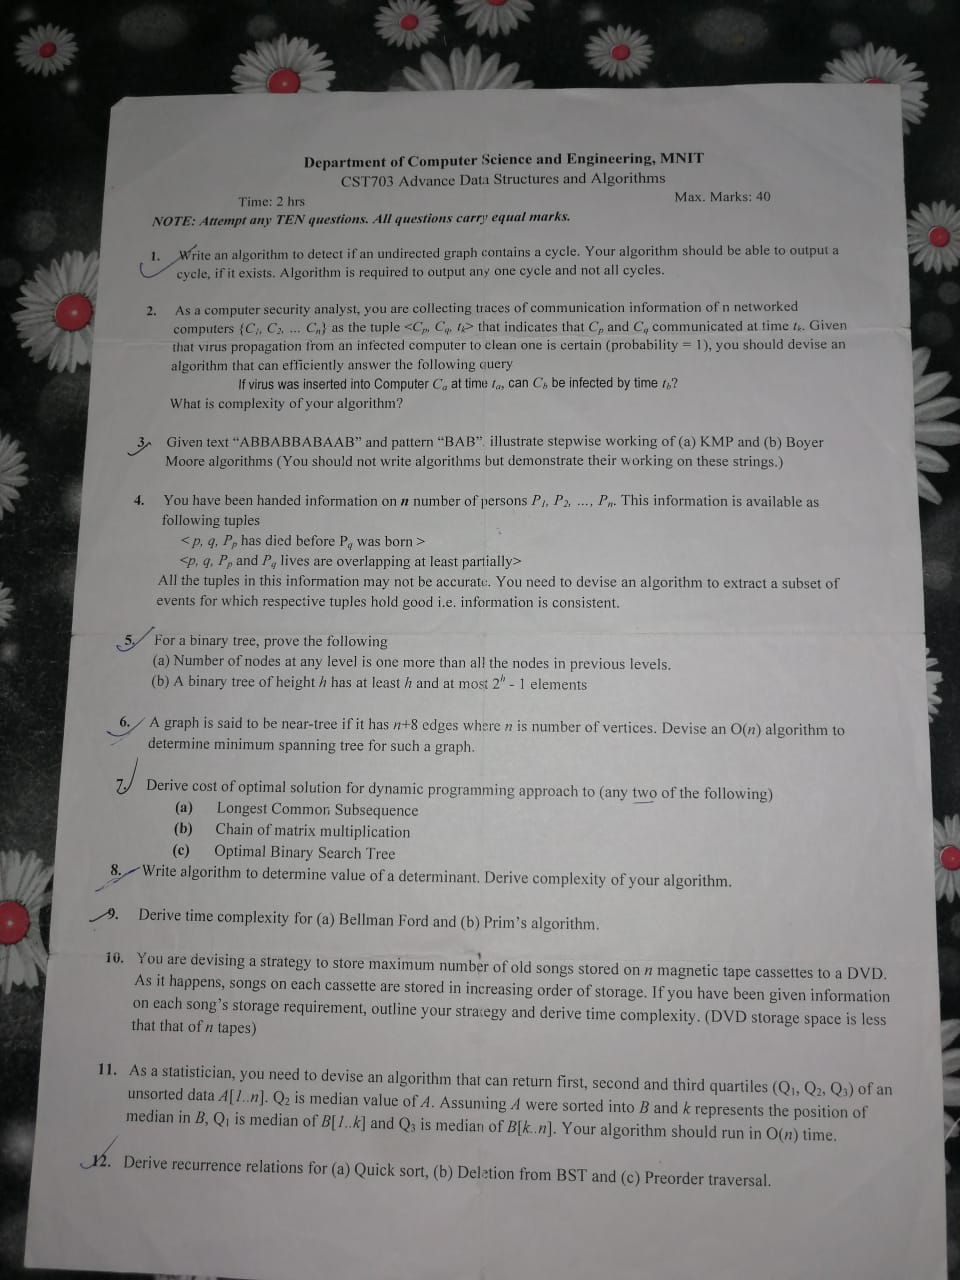 Department of Computer Science and Engineering, MNIT
CST703 Advance Data Structures and Algorithms
Time: 2 hrs Max. Marks: 40
NOTE: Attempt any TEN questions. All questions carry equal marks.
1. Write an algorithm to detect if an undirected graph contains a cycle. Your algorithm should be able to output a
cycle, if it exists. Algorithm is required to output any one cycle and not all cycles.
2. As a computer security analyst, you are collecting traces of communication information of n networked
computers {C₁, C₂, ... Cₙ} as the tuple <Cₚ, C_q, tₖ> that indicates that Cₚ and C_q communicated at time tₖ. Given
that virus propagation from an infected computer to clean one is certain (probability = 1), you should devise an
algorithm that can efficiently answer the following query
If virus was inserted into Computer Cₐ at time tₐ, can C_b be infected by time t_b?
What is complexity of your algorithm?
3. Given text “ABBABBABAAB” and pattern “BAB”, illustrate stepwise working of (a) KMP and (b) Boyer
Moore algorithms (You should not write algorithms but demonstrate their working on these strings.)
4. You have been handed information on n number of persons P₁, P₂, ..., Pₙ. This information is available as
following tuples
<p, q, Pₚ has died before P_q was born >
<p, q, Pₚ and P_q lives are overlapping at least partially>
All the tuples in this information may not be accurate. You need to devise an algorithm to extract a subset of
events for which respective tuples hold good i.e. information is consistent.
5. For a binary tree, prove the following
(a) Number of nodes at any level is one more than all the nodes in previous levels.
(b) A binary tree of height h has at least h and at most 2ʰ - 1 elements
6. A graph is said to be near-tree if it has n+8 edges where n is number of vertices. Devise an O(n) algorithm to
determine minimum spanning tree for such a graph.
7. Derive cost of optimal solution for dynamic programming approach to (any two of the following)
(a) Longest Common Subsequence
(b) Chain of matrix multiplication
(c) Optimal Binary Search Tree
8. Write algorithm to determine value of a determinant. Derive complexity of your algorithm.
9. Derive time complexity for (a) Bellman Ford and (b) Prim’s algorithm.
10. You are devising a strategy to store maximum number of old songs stored on n magnetic tape cassettes to a DVD.
As it happens, songs on each cassette are stored in increasing order of storage. If you have been given information
on each song’s storage requirement, outline your strategy and derive time complexity. (DVD storage space is less
that that of n tapes)
11. As a statistician, you need to devise an algorithm that can return first, second and third quartiles (Q₁, Q₂, Q₃) of an
unsorted data A[1..n]. Q₂ is median value of A. Assuming A were sorted into B and k represents the position of
median in B, Q₁ is median of B[1..k] and Q₃ is median of B[k..n]. Your algorithm should run in O(n) time.
12. Derive recurrence relations for (a) Quick sort, (b) Deletion from BST and (c) Preorder traversal.